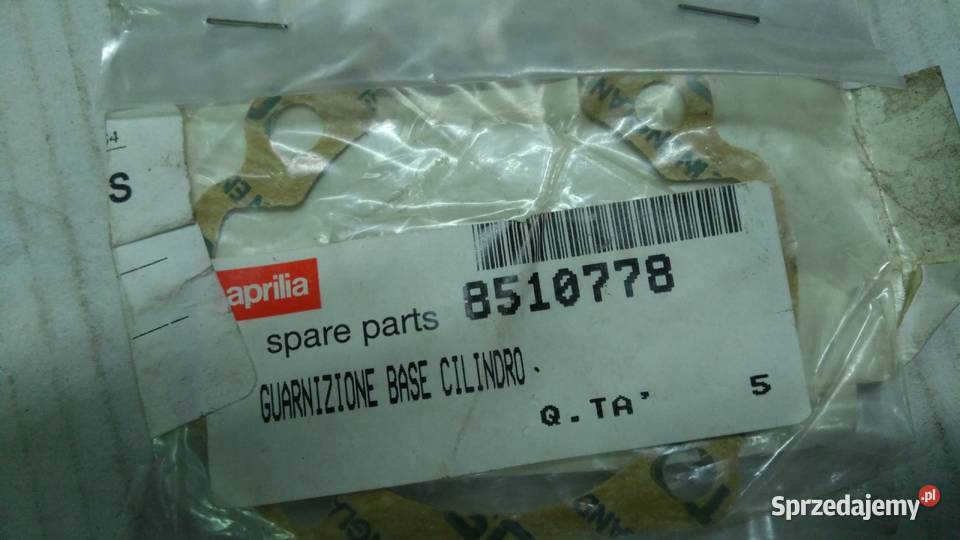 S
aprilia
spare parts
8510778
GUARNIZIONE BASE CILINDRO
Q.TA' 5
Sprzedajemy.pl